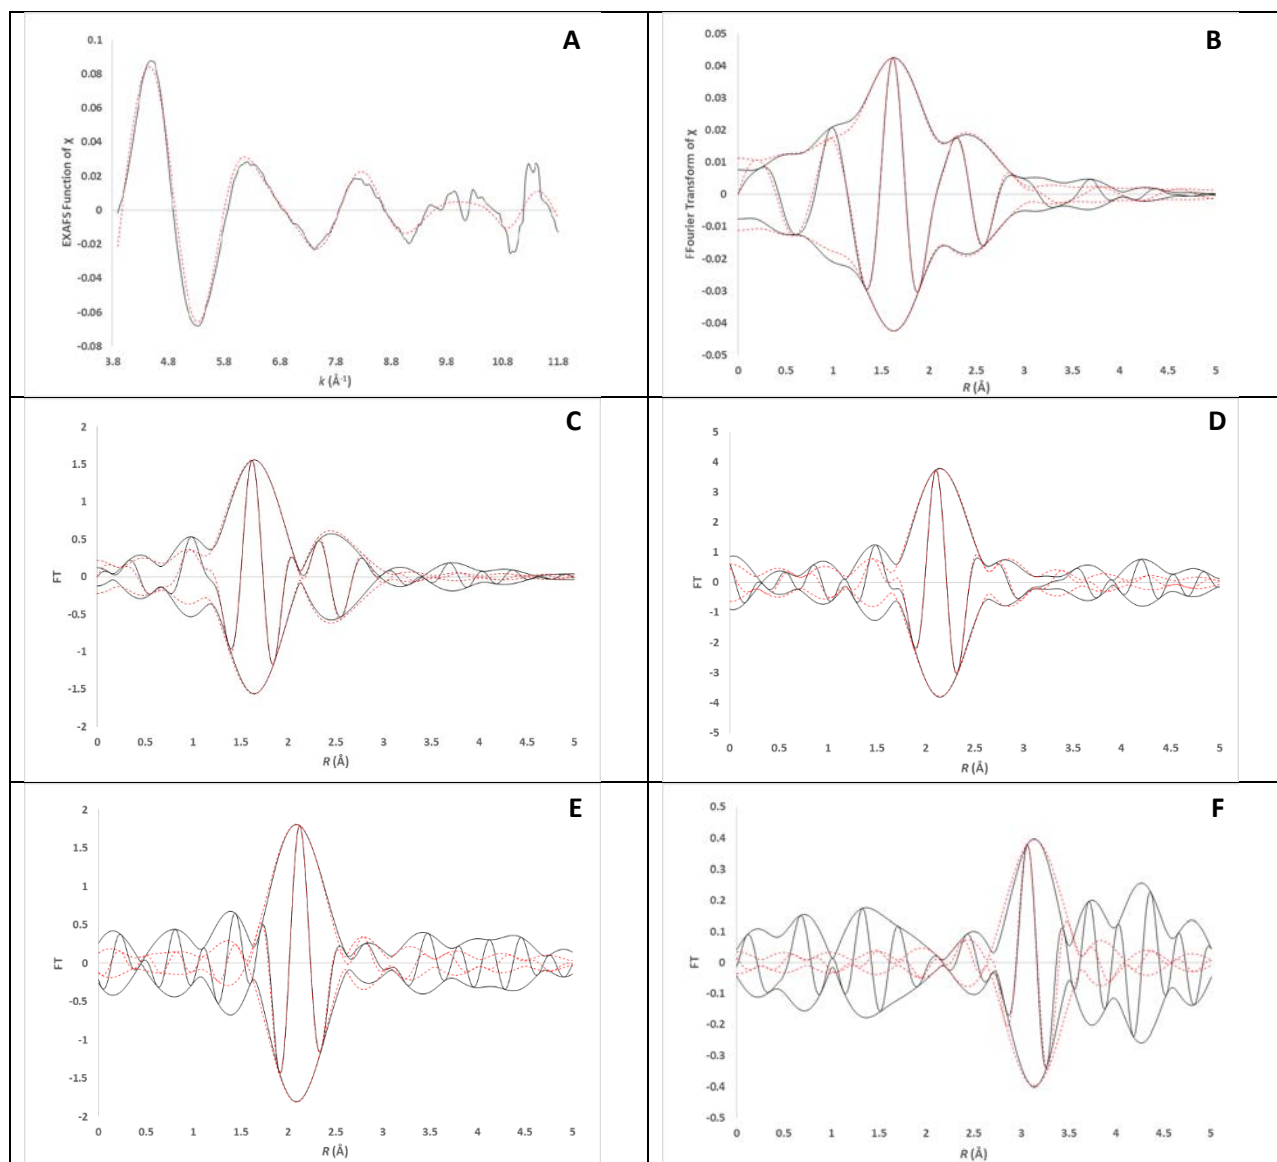 A
EXAFS Function of χ
0.1
0.08
0.06
0.04
0.02
0
-0.02
-0.04
-0.06
-0.08
3.8 4.8 5.8 6.8 7.8 8.8 9.8 10.8 11.8
k (Å-1)
B
FFourier Transform of χ
0.05
0.04
0.03
0.02
0.01
0
-0.01
-0.02
-0.03
-0.04
-0.05
0 0.5 1 1.5 2 2.5 3 3.5 4 4.5 5
R (Å)
C
FT
2
1.5
1
0.5
0
-0.5
-1
-1.5
-2
0 0.5 1 1.5 2 2.5 3 3.5 4 4.5 5
R (Å)
D
FT
5
4
3
2
1
0
-1
-2
-3
-4
-5
0 0.5 1 1.5 2 2.5 3 3.5 4 4.5 5
R (Å)
E
FT
2
1.5
1
0.5
0
-0.5
-1
-1.5
-2
0 0.5 1 1.5 2 2.5 3 3.5 4 4.5 5
R (Å)
F
FT
0.5
0.4
0.3
0.2
0.1
0
-0.1
-0.2
-0.3
-0.4
-0.5
0 0.5 1 1.5 2 2.5 3 3.5 4 4.5 5
R (Å)